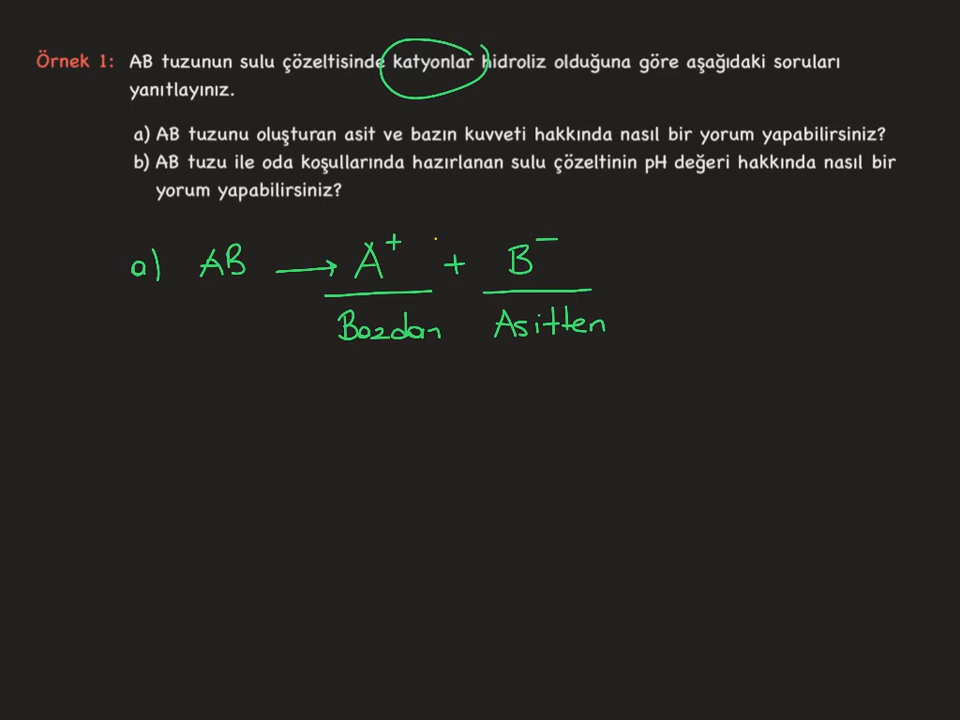 Örnek 1: AB tuzunun sulu çözeltisinde katyonlar hidroliz olduğuna göre aşağıdaki soruları
yanıtlayınız.
a) AB tuzunu oluşturan asit ve bazın kuvveti hakkında nasıl bir yorum yapabilirsiniz?
b) AB tuzu ile oda koşullarında hazırlanan sulu çözeltinin pH değeri hakkında nasıl bir
yorum yapabilirsiniz?
a) AB → A⁺ + B⁻
Bazdan Asitten